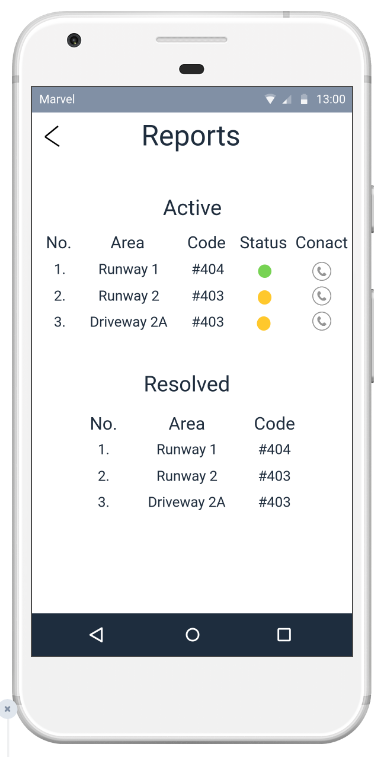 Marvel 13:00
Reports
Active
No. Area Code Status Conact
1. Runway 1 #404
2. Runway 2 #403
3. Driveway 2A #403
Resolved
No. Area Code
1. Runway 1 #404
2. Runway 2 #403
3. Driveway 2A #403